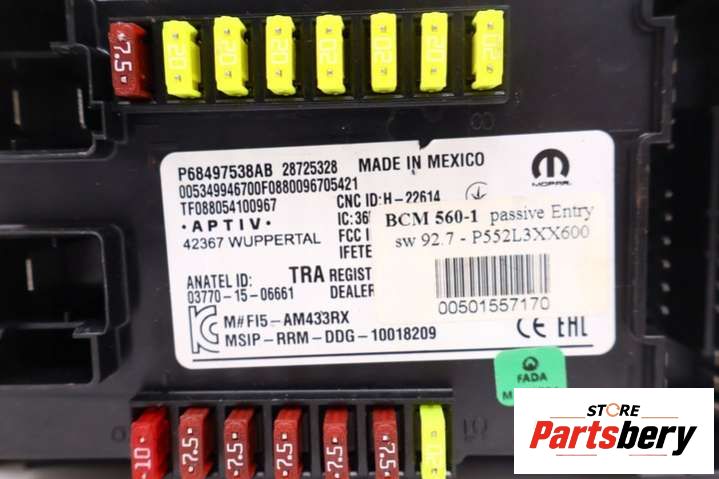 7.5 20 20 20 20 20 20 20
P68497538AB 28725328 MADE IN MEXICO
005349946700F0880096705421
TF088054100967 CNC ID:H-22614
MOPAR
• APTIV • IC:36
42367 WUPPERTAL FCC I
IFETE
BCM 560-1 passive Entry
sw 92.7 - P552L3XX600
00501557170
ANATEL ID: TRA REGIST
03770-15-06661 DEALER
M#FI5-AM433RX
MSIP-RRM-DDG-10018209
CE EAC
FADA
10 7.5 7.5 7.5 7.5 7.5
STORE
Partsbery